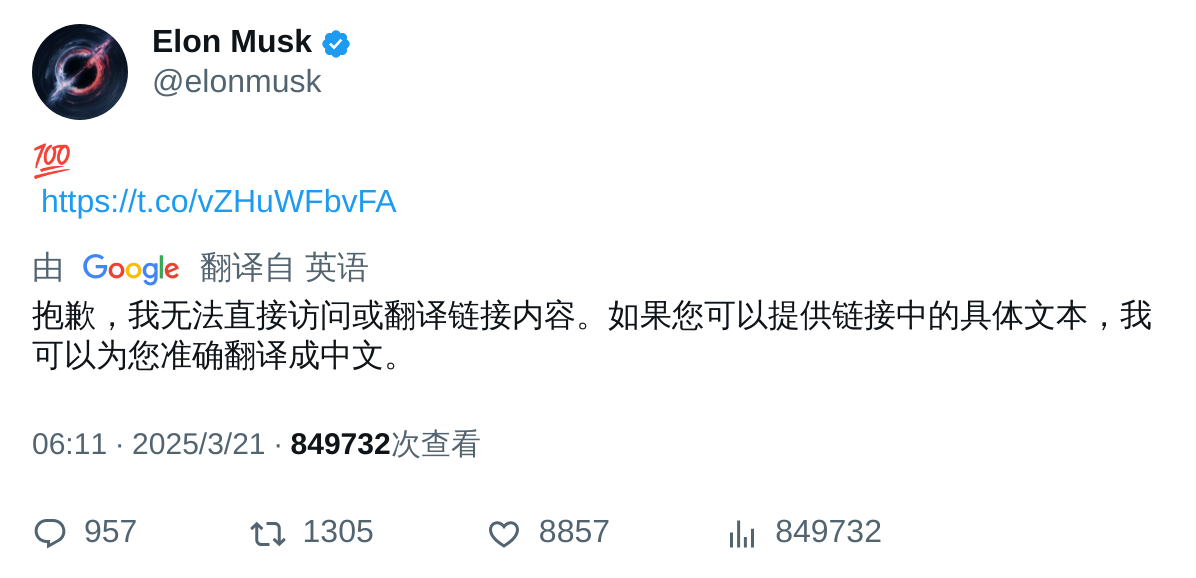 Elon Musk
@elonmusk
💯
https://t.co/vZHuWFbvFA
由 Google 翻译自 英语
抱歉，我无法直接访问或翻译链接内容。如果您可以提供链接中的具体文本，我
可以为您准确翻译成中文。
06:11 · 2025/3/21 · 849732次查看
957 1305 8857 849732